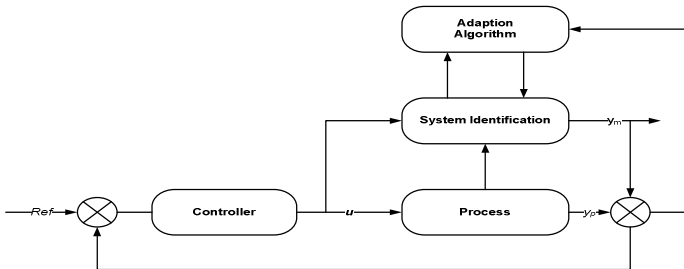 Adaption
Algorithm
System Identification
ym
Ref
Controller
u
Process
yp